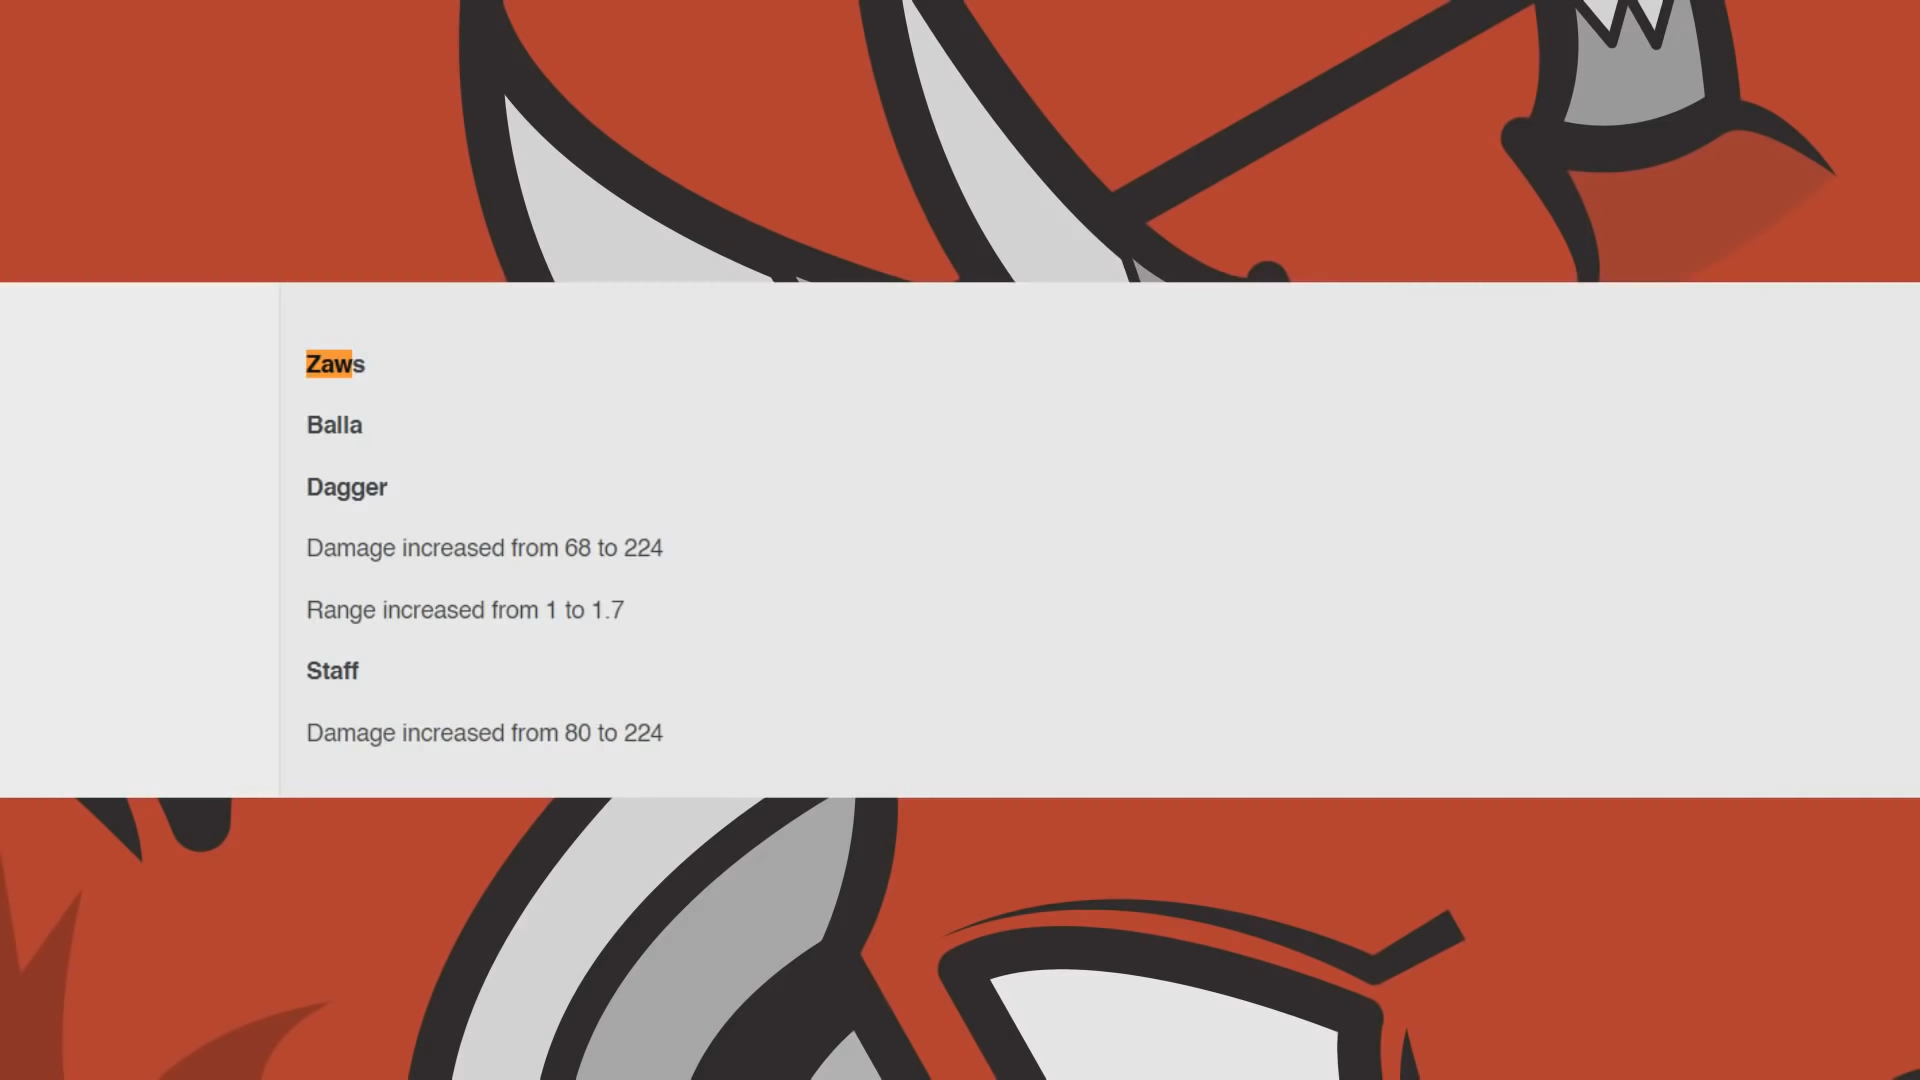 Zaws
Balla
Dagger
Damage increased from 68 to 224
Range increased from 1 to 1.7
Staff
Damage increased from 80 to 224